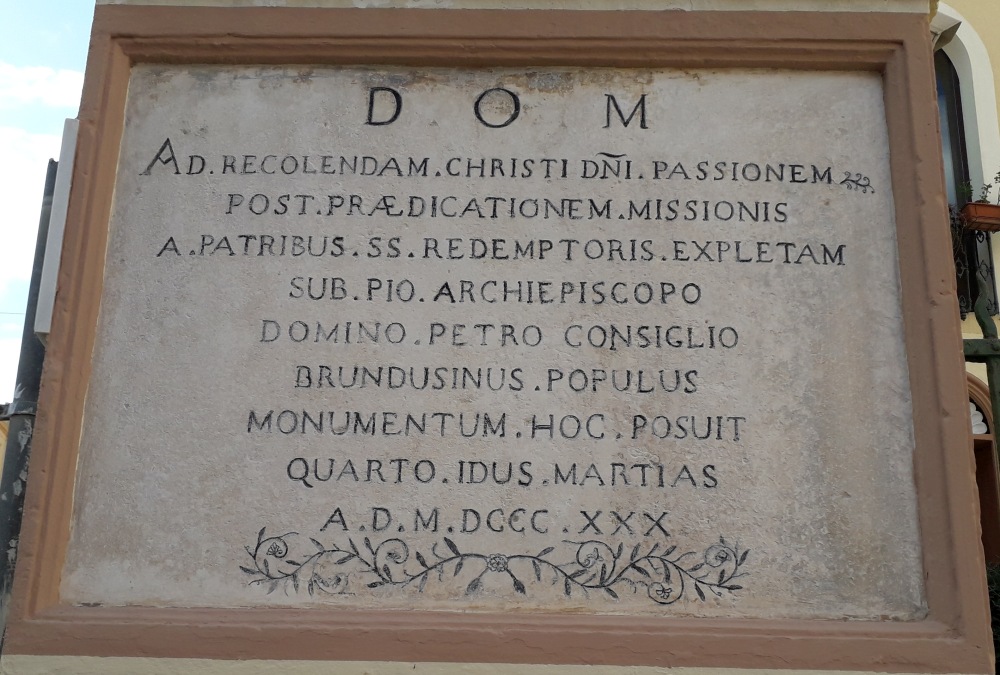 D O M
AD.RECOLENDAM.CHRISTI DÑI.PASSIONEM
POST.PRÆDICATIONEM.MISSIONIS
A.PATRIBUS.SS.REDEMPTORIS.EXPLETAM
SUB.PIO.ARCHIEPISCOPO
DOMINO.PETRO CONSIGLIO
BRUNDUSINUS.POPULUS
MONUMENTUM.HOC.POSUIT
QUARTO.IDUS.MARTIAS
A.D.M.DCCC.XXX